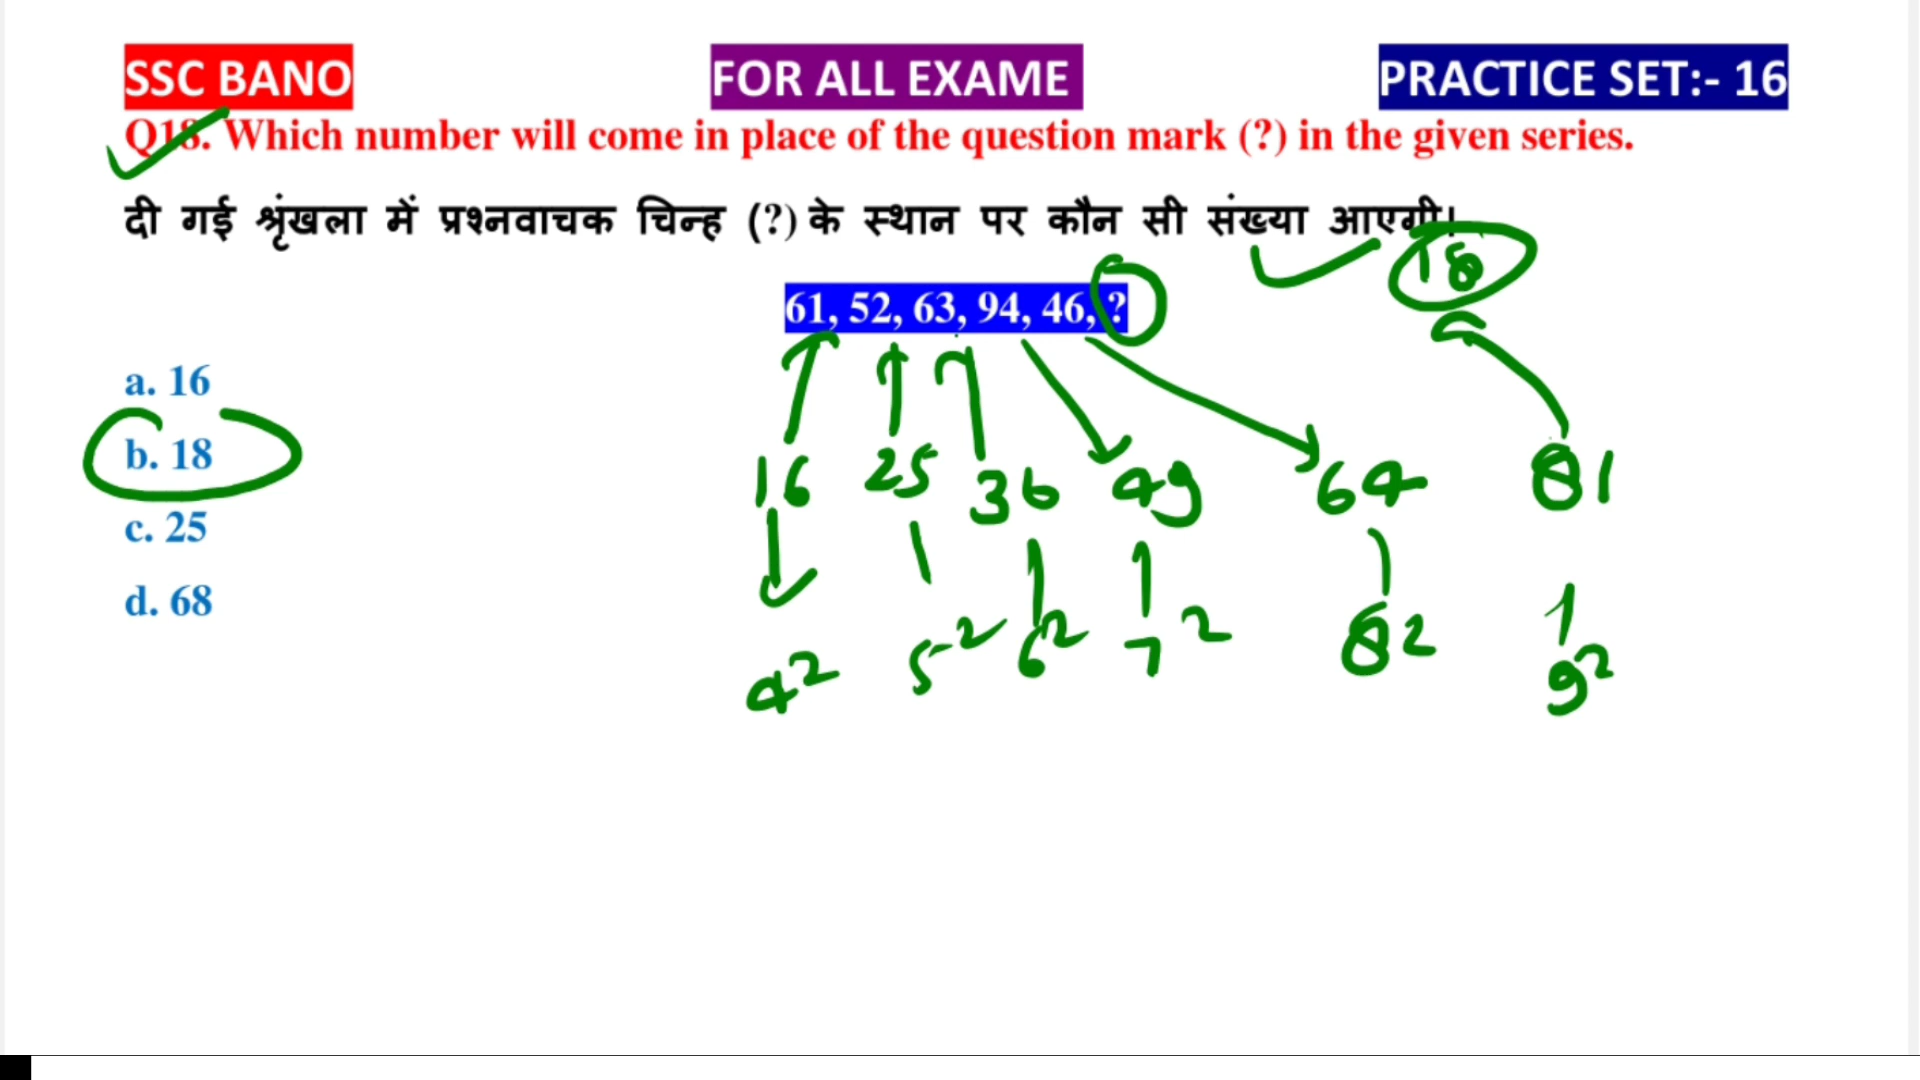 SSC BANO FOR ALL EXAME PRACTICE SET:- 16
Q18. Which number will come in place of the question mark (?) in the given series.
दी गई श्रृंखला में प्रश्नवाचक चिन्ह (?) के स्थान पर कौन सी संख्या आएगी।
18
61, 52, 63, 94, 46, ?
a. 16
b. 18
c. 25
d. 68
16 25 36 49 64 81
4² 5² 6² 7² 8² 9²